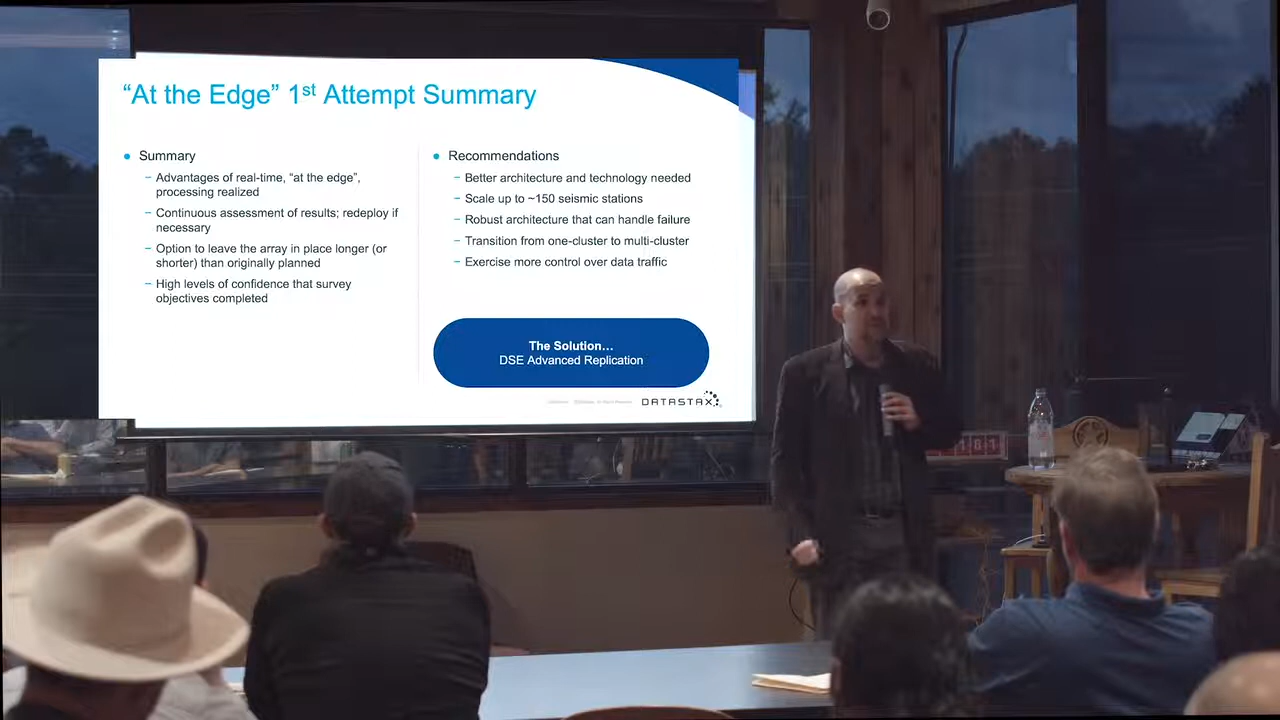 “At the Edge” 1st Attempt Summary
Summary
Advantages of real-time, “at the edge”,
processing realized
Continuous assessment of results; redeploy if
necessary
Option to leave the array in place longer (or
shorter) than originally planned
High levels of confidence that survey
objectives completed
Recommendations
Better architecture and technology needed
Scale up to ~150 seismic stations
Robust architecture that can handle failure
Transition from one-cluster to multi-cluster
Exercise more control over data traffic
The Solution…
DSE Advanced Replication
DATASTAX
181